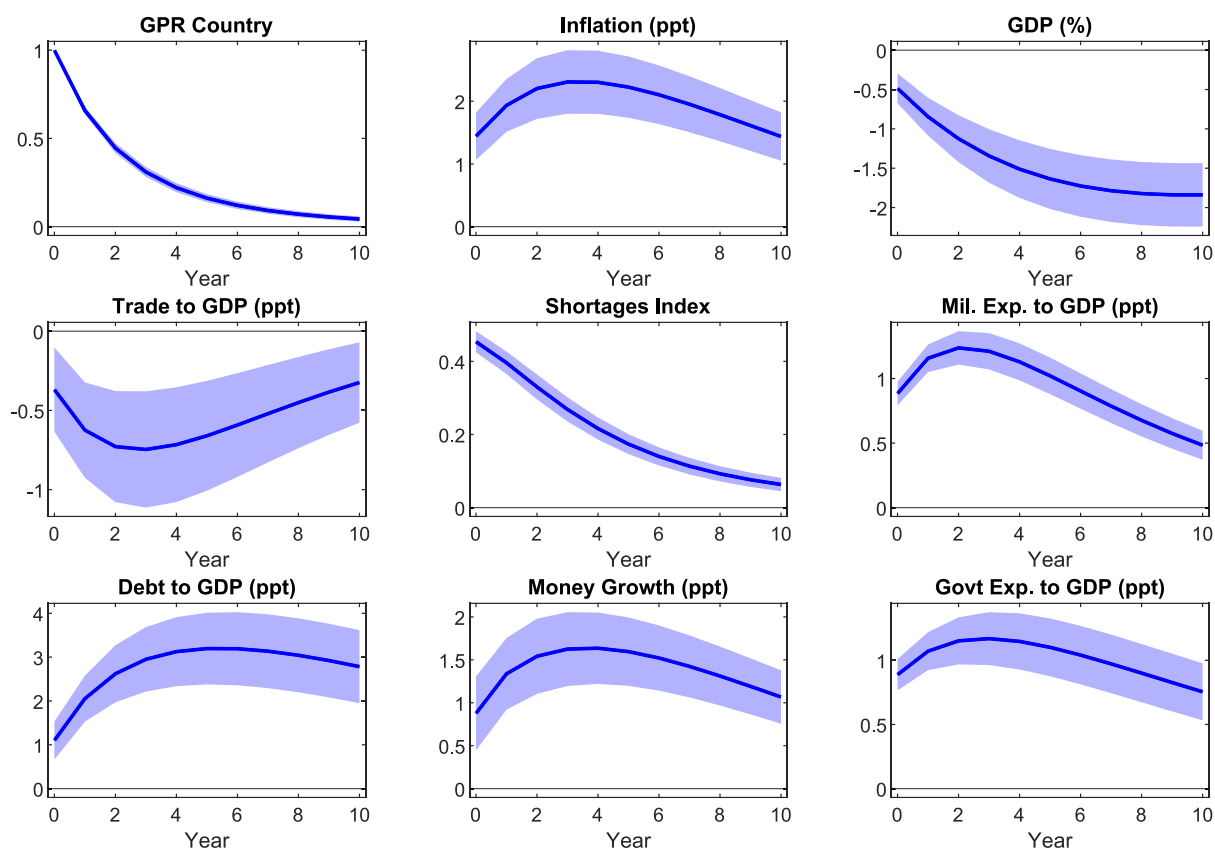 GPR Country
1
0.5
0
0 2 4 6 8 10
Year
Inflation (ppt)
2
1
0
0 2 4 6 8 10
Year
GDP (%)
0
-0.5
-1
-1.5
-2
0 2 4 6 8 10
Year
Trade to GDP (ppt)
0
-0.5
-1
0 2 4 6 8 10
Year
Shortages Index
0.4
0.2
0
0 2 4 6 8 10
Year
Mil. Exp. to GDP (ppt)
1
0.5
0
0 2 4 6 8 10
Year
Debt to GDP (ppt)
4
3
2
1
0
0 2 4 6 8 10
Year
Money Growth (ppt)
2
1.5
1
0.5
0
0 2 4 6 8 10
Year
Govt Exp. to GDP (ppt)
1
0.5
0
0 2 4 6 8 10
Year